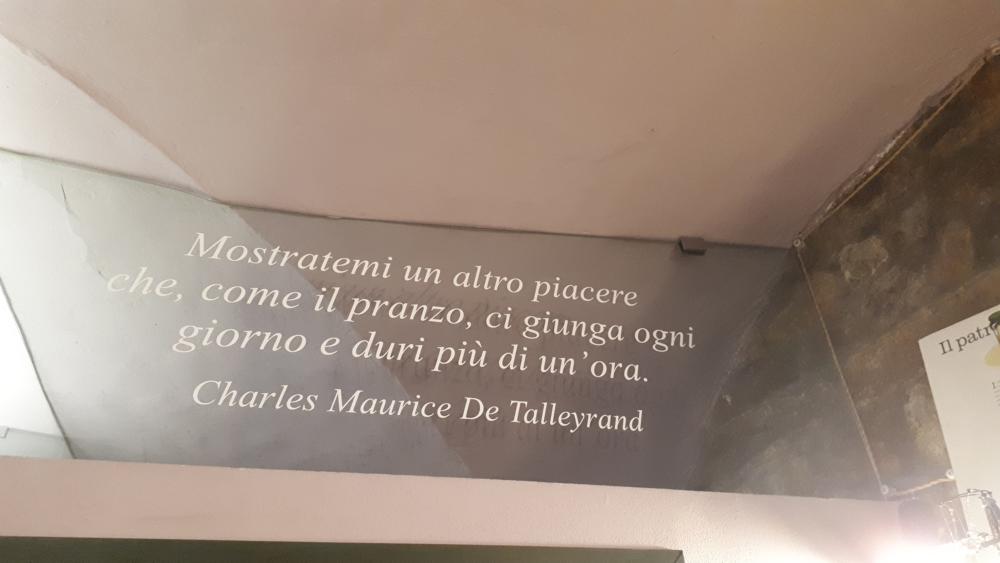 Mostratemi un altro piacere
che, come il pranzo, ci giunga ogni
giorno e duri più di un'ora.
Charles Maurice De Talleyrand
Il